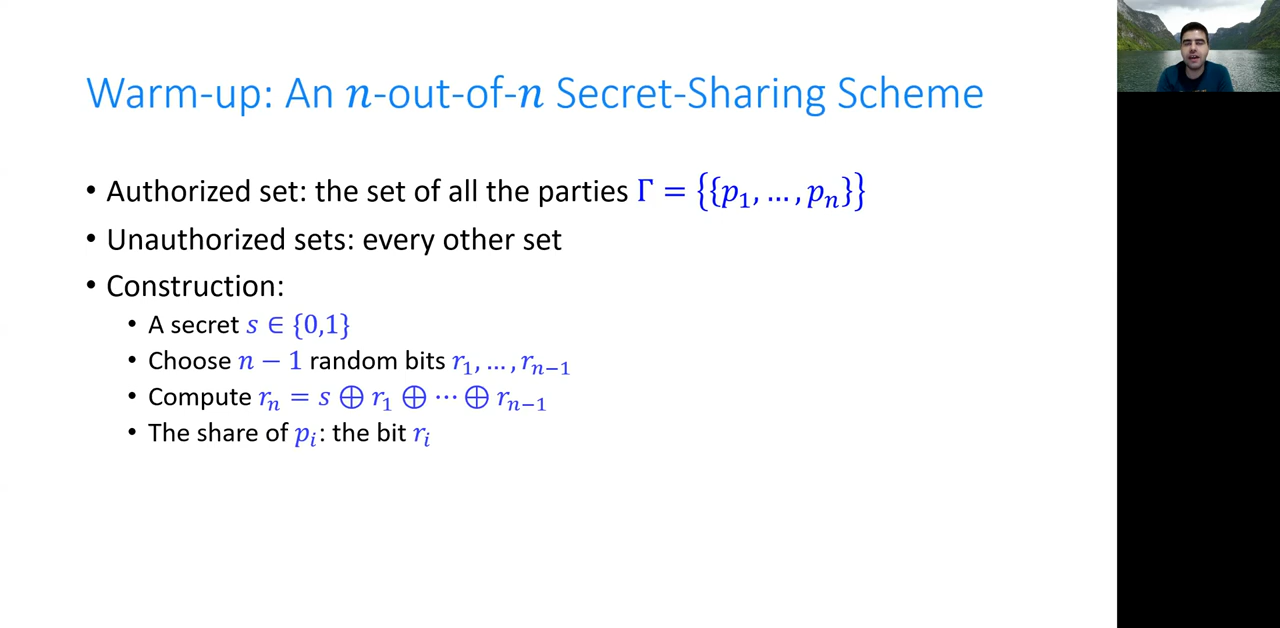 Warm-up: An n-out-of-n Secret-Sharing Scheme
• Authorized set: the set of all the parties Γ = {{p₁, … , pₙ}}
• Unauthorized sets: every other set
• Construction:
• A secret s ∈ {0,1}
• Choose n − 1 random bits r₁, … , rₙ₋₁
• Compute rₙ = s ⊕ r₁ ⊕ ⋯ ⊕ rₙ₋₁
• The share of pᵢ: the bit rᵢ